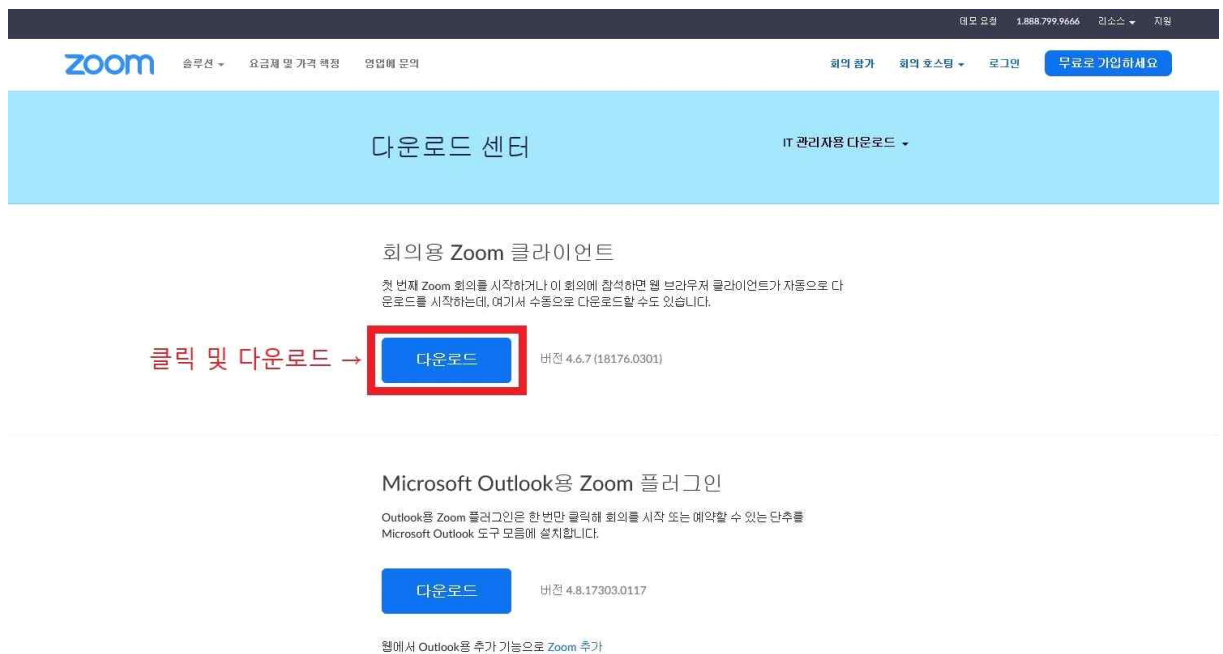 데모 요청 1.888.799.9666 리소스 지원
zoom 솔루션 요금제 및 가격 책정 영업에 문의 회의 참가 회의 호스팅 로그인 무료로 가입하세요
다운로드 센터 IT 관리자용 다운로드
회의용 Zoom 클라이언트
첫 번째 Zoom 회의를 시작하거나 이 회의에 참석하면 웹 브라우저 클라이언트가 자동으로 다
운로드를 시작하는데, 여기서 수동으로 다운로드할 수도 있습니다.
클릭 및 다운로드 → 다운로드 버전 4.6.7 (18176.0301)
Microsoft Outlook용 Zoom 플러그인
Outlook용 Zoom 플러그인은 한 번만 클릭해 회의를 시작 또는 예약할 수 있는 단추를
Microsoft Outlook 도구 모음에 설치합니다.
다운로드 버전 4.8.17303.0117
웹에서 Outlook용 추가 기능으로 Zoom 추가